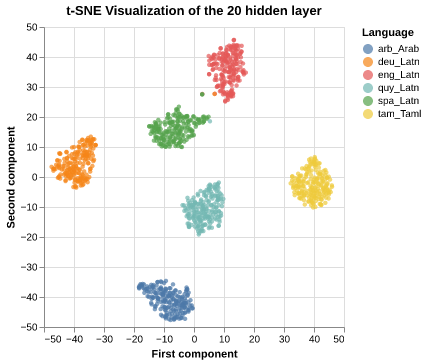 t-SNE Visualization of the 20 hidden layer
Language
arb_Arab
deu_Latn
eng_Latn
quy_Latn
spa_Latn
tam_Taml
Second component
50
40
30
20
10
0
−10
−20
−30
−40
−50
−50 −40 −30 −20 −10 0 10 20 30 40 50
First component